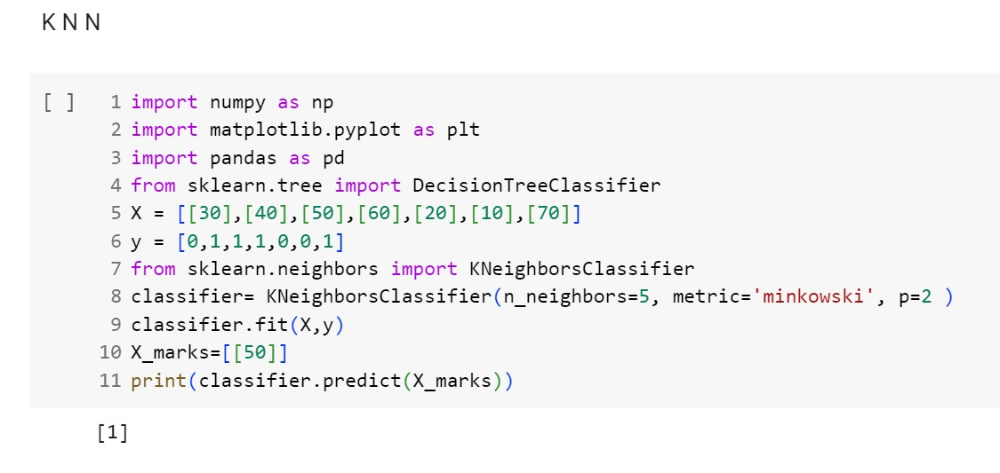 K N N
[ ] 1 import numpy as np
2 import matplotlib.pyplot as plt
3 import pandas as pd
4 from sklearn.tree import DecisionTreeClassifier
5 X = [[30],[40],[50],[60],[20],[10],[70]]
6 y = [0,1,1,1,0,0,1]
7 from sklearn.neighbors import KNeighborsClassifier
8 classifier= KNeighborsClassifier(n_neighbors=5, metric='minkowski', p=2 )
9 classifier.fit(X,y)
10 X_marks=[[50]]
11 print(classifier.predict(X_marks))
[1]